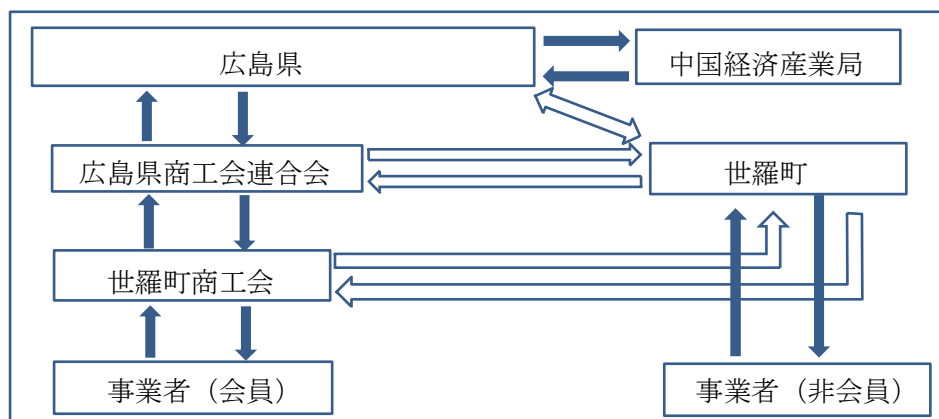 広島県
中国経済産業局
広島県商工会連合会
世羅町
世羅町商工会
事業者（会員）
事業者（非会員）